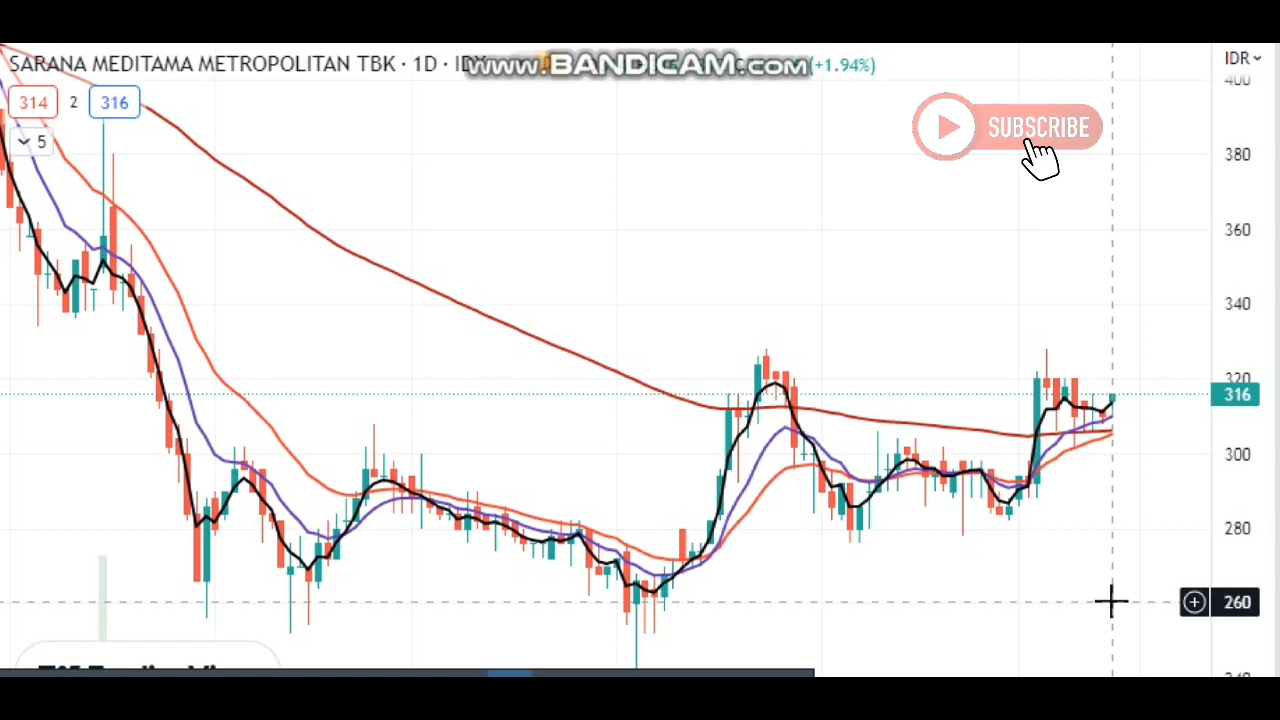 SARANA MEDITAMA METROPOLITAN TBK · 1D · IDX
www.BANDICAM.com
(+1.94%)
IDR
314 2 316
5
SUBSCRIBE
400
380
360
340
320
316
300
280
260